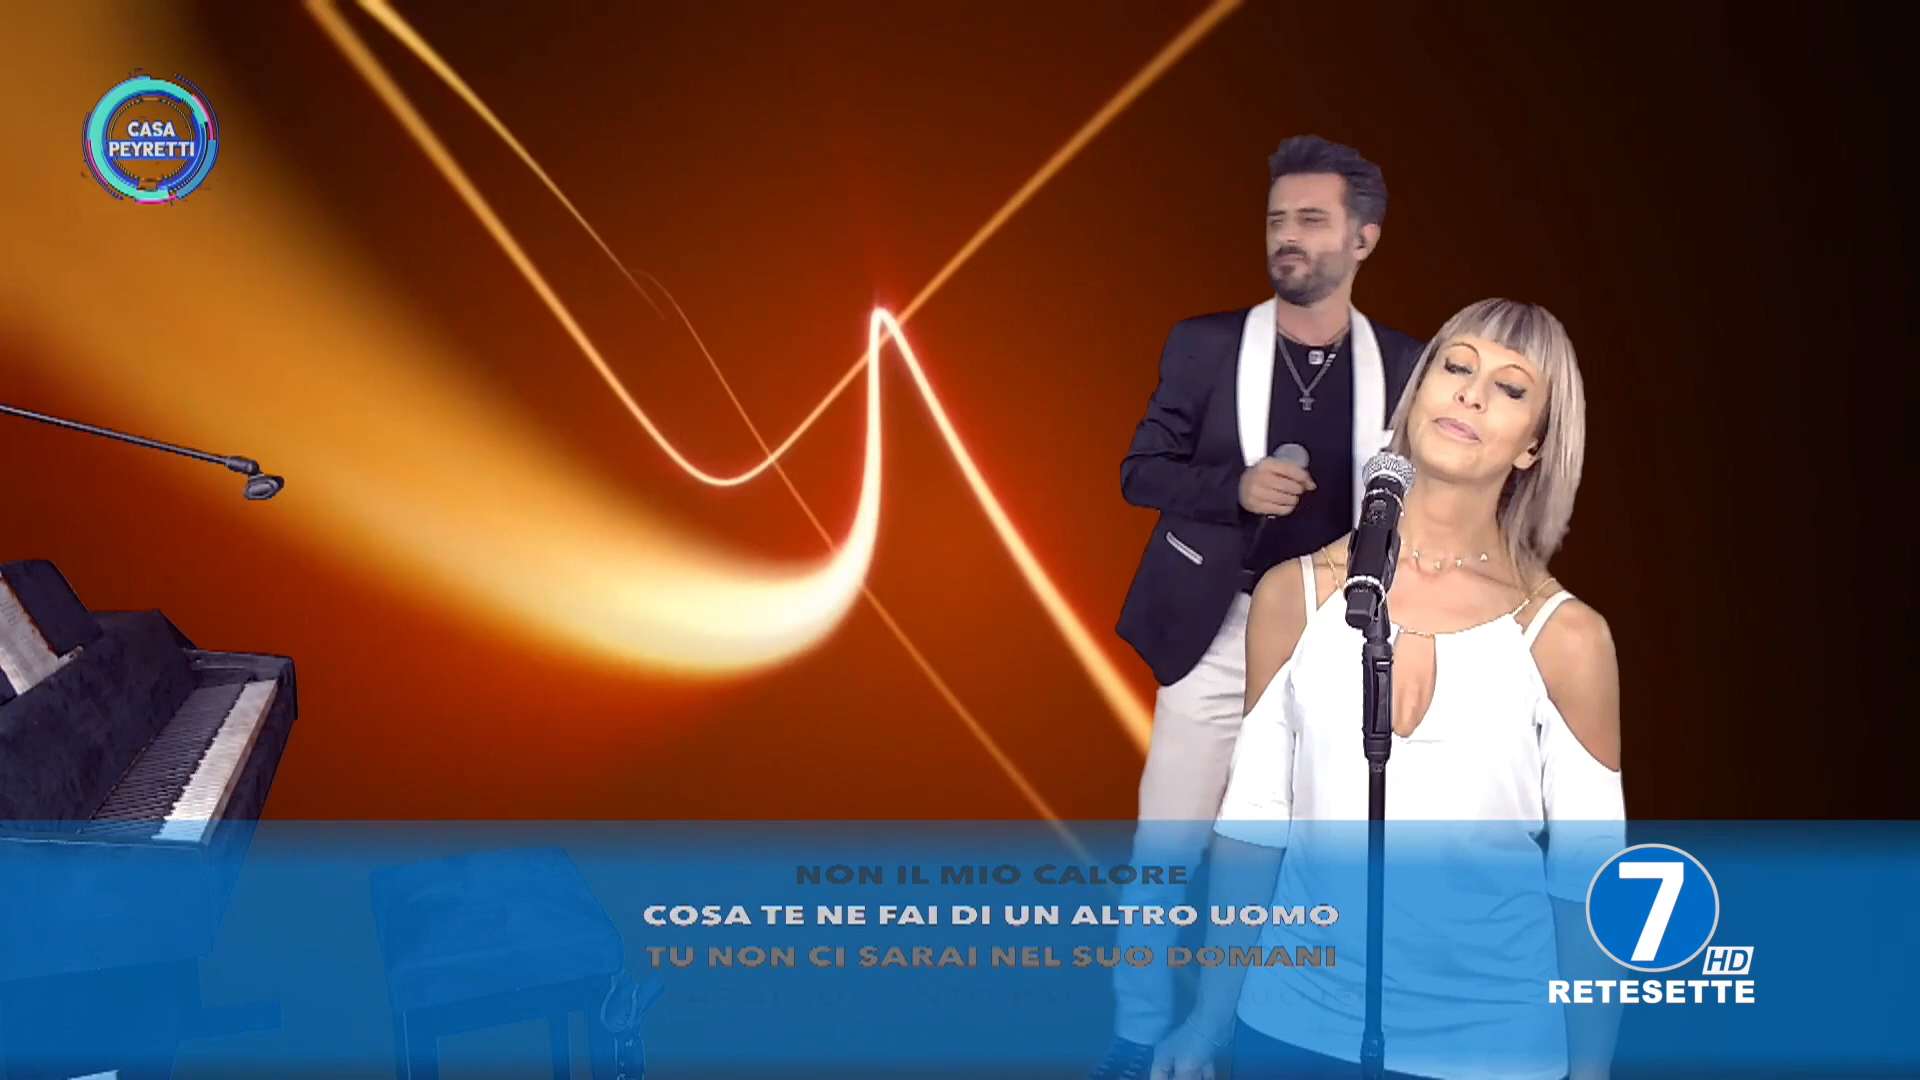 CASA
PEYRETTI
NON IL MIO CALORE
COSA TE NE FAI DI UN ALTRO UOMO
TU NON CI SARAI NEL SUO DOMANI
7
HD
RETESETTE